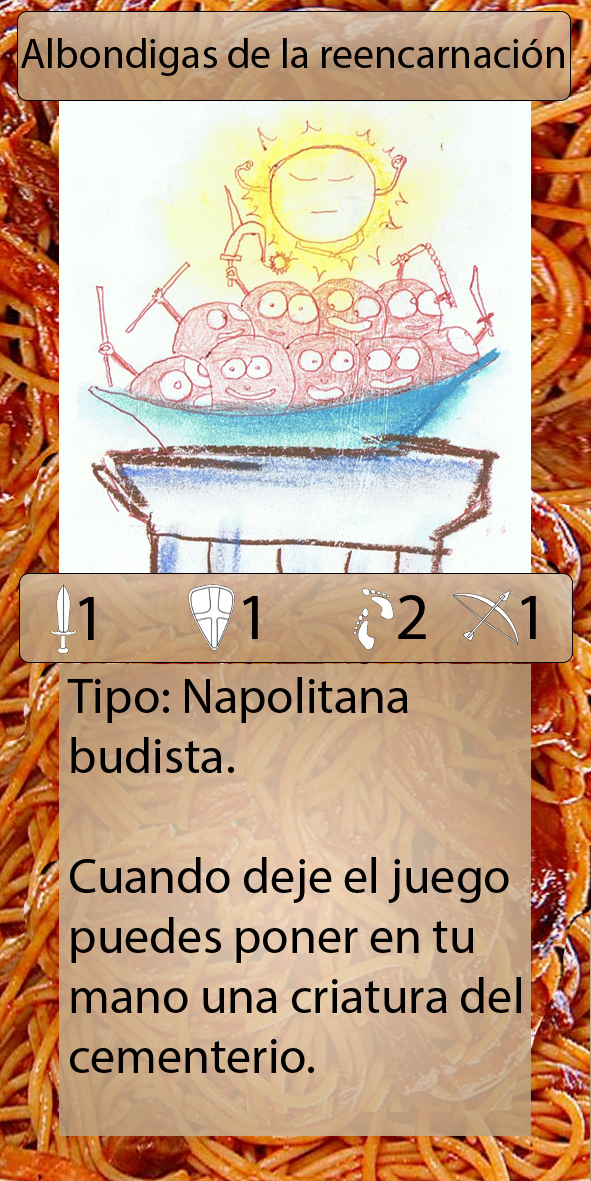 Albondigas de la reencarnación
1 1 2 1
Tipo: Napolitana
budista.
Cuando deje el juego
puedes poner en tu
mano una criatura del
cementerio.